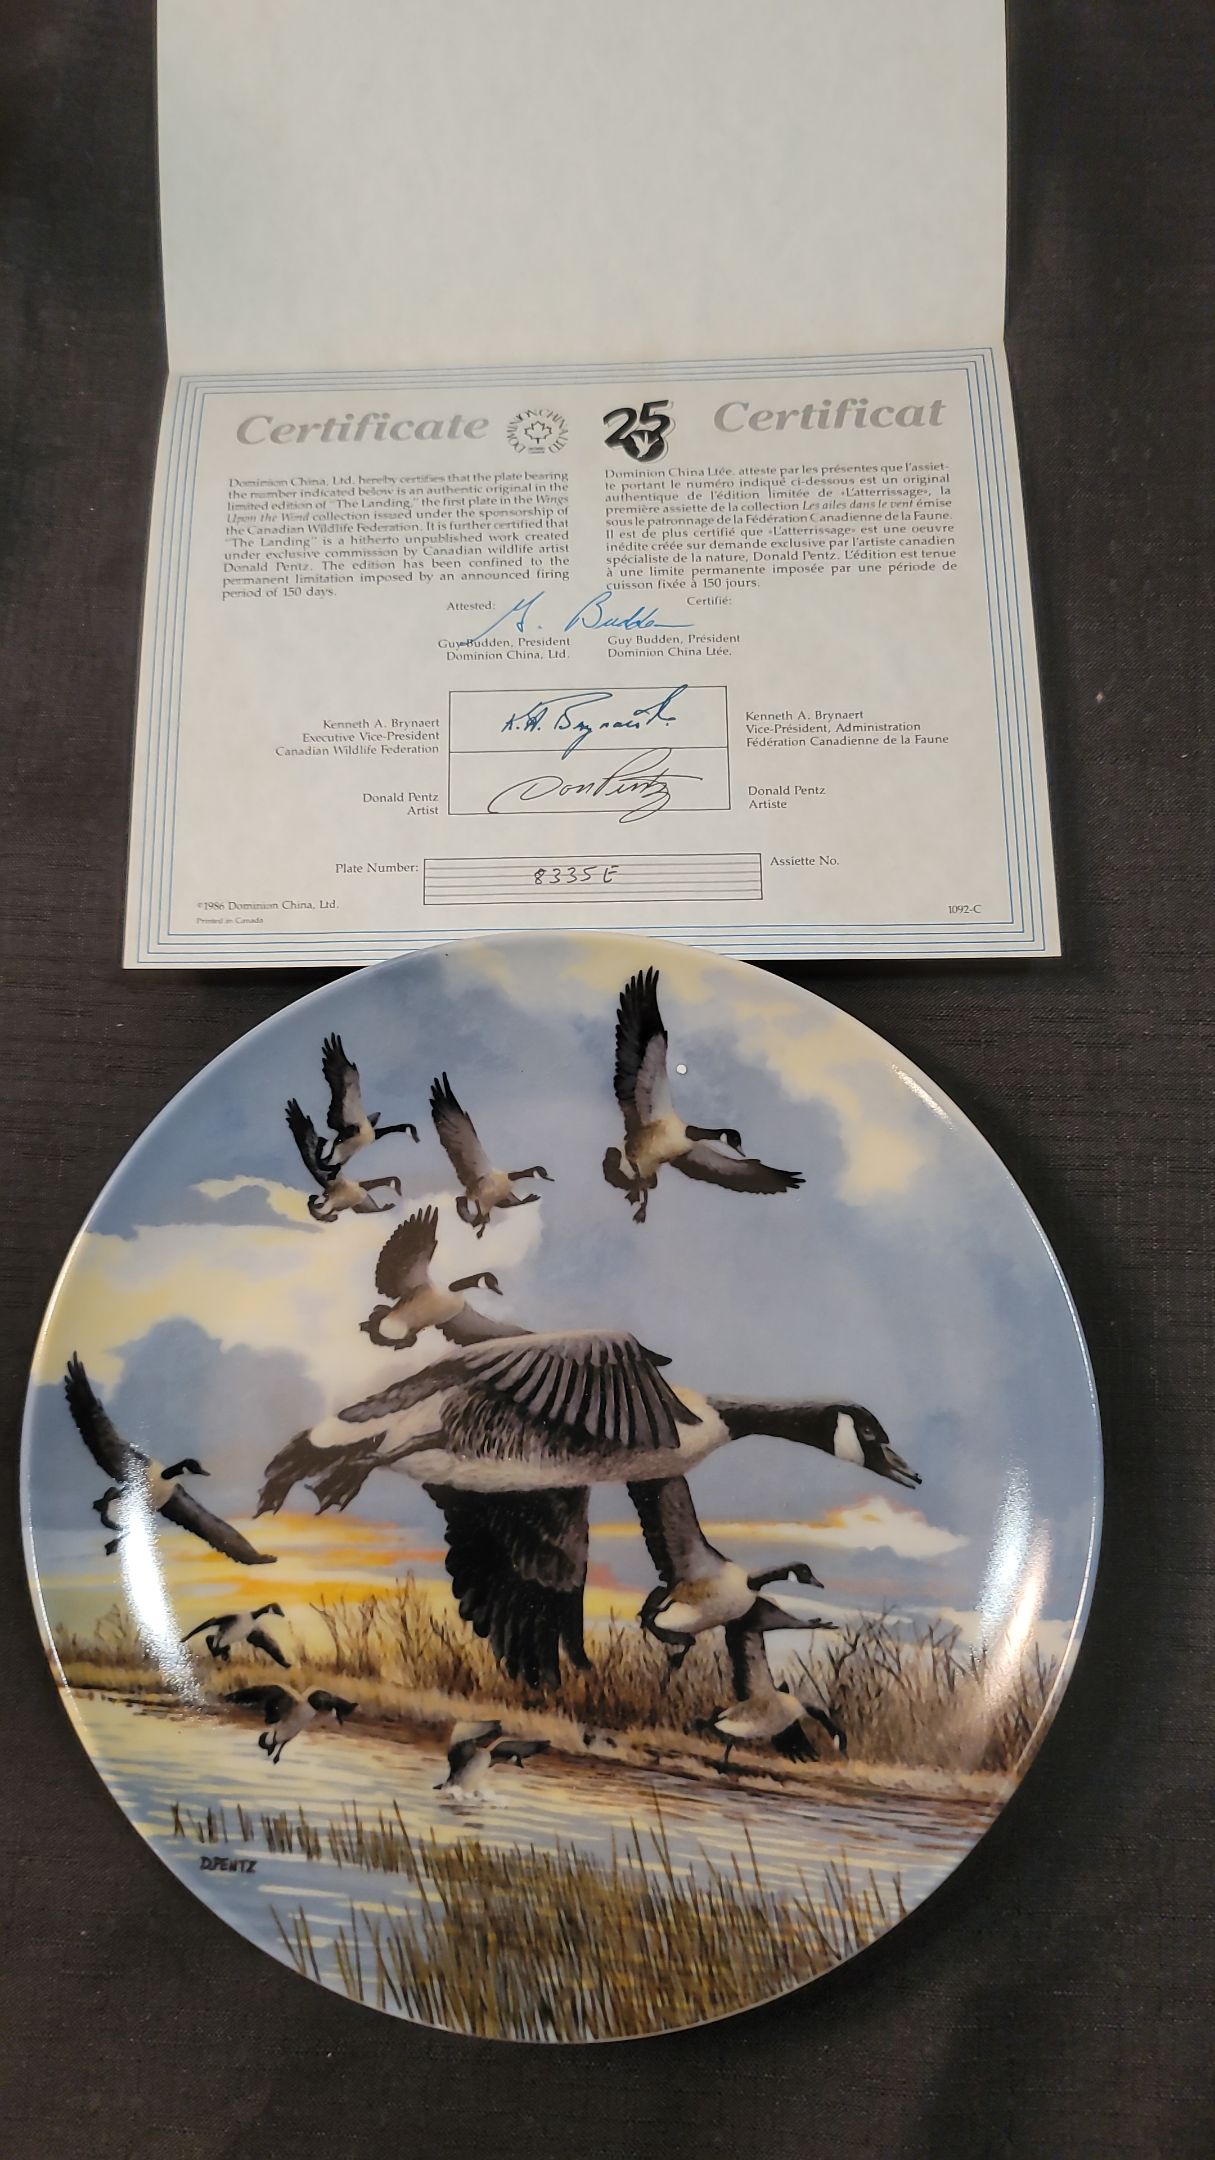 Certificate
DOMINION CHINA LTD
25
Certificat
Dominion China, Ltd. hereby certifies that the plate bearing
the number indicated below is an authentic original in the
limited edition of "The Landing," the first plate in the Wings
Upon the Wind collection issued under the sponsorship of
the Canadian Wildlife Federation. It is further certified that
"The Landing" is a hitherto unpublished work created
under exclusive commission by Canadian wildlife artist
Donald Pentz. The edition has been confined to the
permanent limitation imposed by an announced firing
period of 150 days.
Dominion China Ltée. atteste par les présentes que l'assiet-
te portant le numéro indiqué ci-dessous est un original
authentique de l'édition limitée de «L'atterrissage», la
première assiette de la collection Les ailes dans le vent émise
sous le patronnage de la Fédération Canadienne de la Faune.
Il est de plus certifié que «L'atterrissage» est une oeuvre
inédite créée sur demande exclusive par l'artiste canadien
spécialiste de la nature, Donald Pentz. L'édition est tenue
à une limite permanente imposée par une période de
cuisson fixée à 150 jours.
Attested:
G. Budden
Certifié:
Guy Budden, President
Dominion China, Ltd.
Guy Budden, Président
Dominion China Ltée.
Kenneth A. Brynaert
Executive Vice-President
Canadian Wildlife Federation
K.A. Brynaert
Kenneth A. Brynaert
Vice-Président, Administration
Fédération Canadienne de la Faune
Donald Pentz
Artist
Don Pentz
Donald Pentz
Artiste
Plate Number:
8335E
Assiette No.
©1986 Dominion China, Ltd.
Printed in Canada
1092-C
D.PENTZ